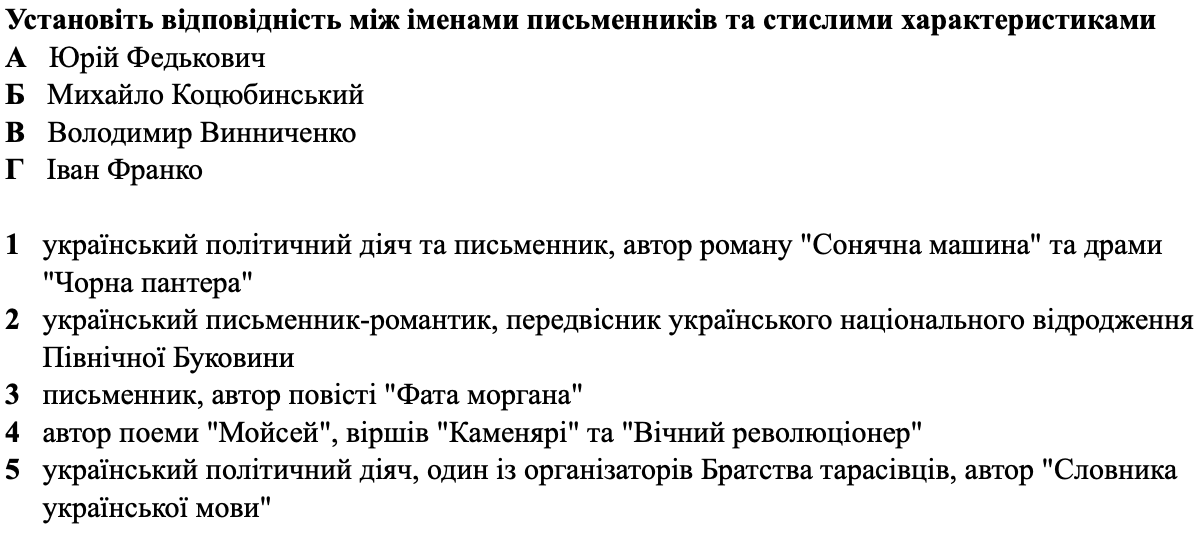 Установіть відповідність між іменами письменників та стислими характеристиками
А Юрій Федькович
Б Михайло Коцюбинський
В Володимир Винниченко
Г Іван Франко
1 український політичний діяч та письменник, автор роману "Сонячна машина" та драми
"Чорна пантера"
2 український письменник-романтик, передвісник українського національного відродження
Північної Буковини
3 письменник, автор повісті "Фата моргана"
4 автор поеми "Мойсей", віршів "Каменярі" та "Вічний революціонер"
5 український політичний діяч, один із організаторів Братства тарасівців, автор "Словника
української мови"